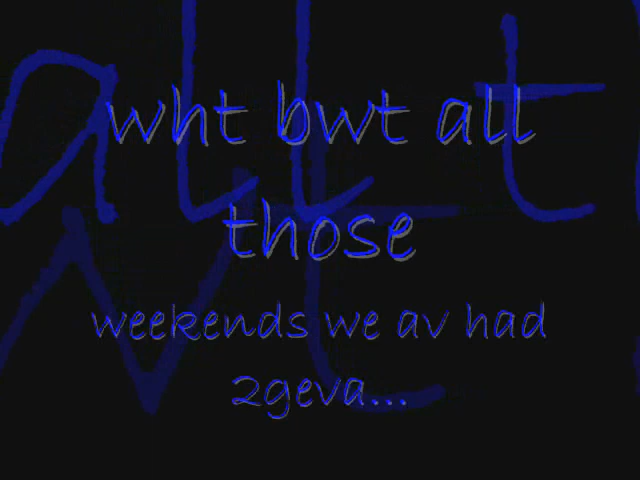 wht bwt all
those
weekends we av had
2geva...